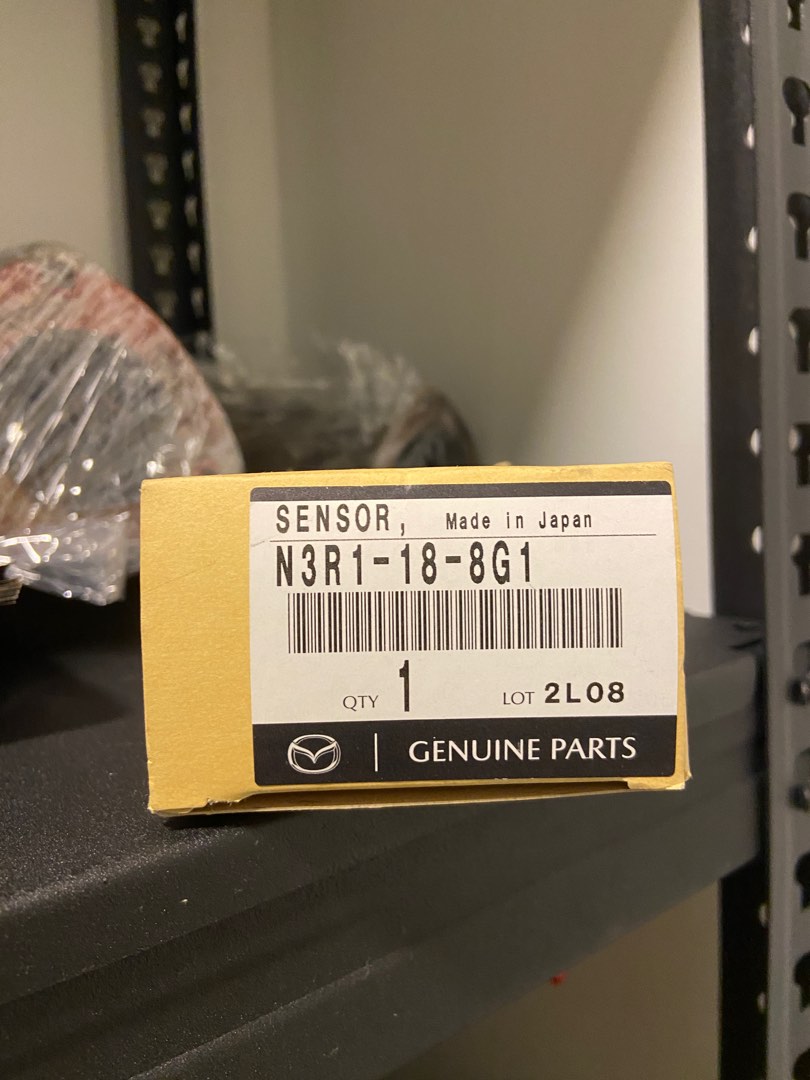 SENSOR, Made in Japan
N3R1-18-8G1
QTY 1 LOT 2L08
GENUINE PARTS